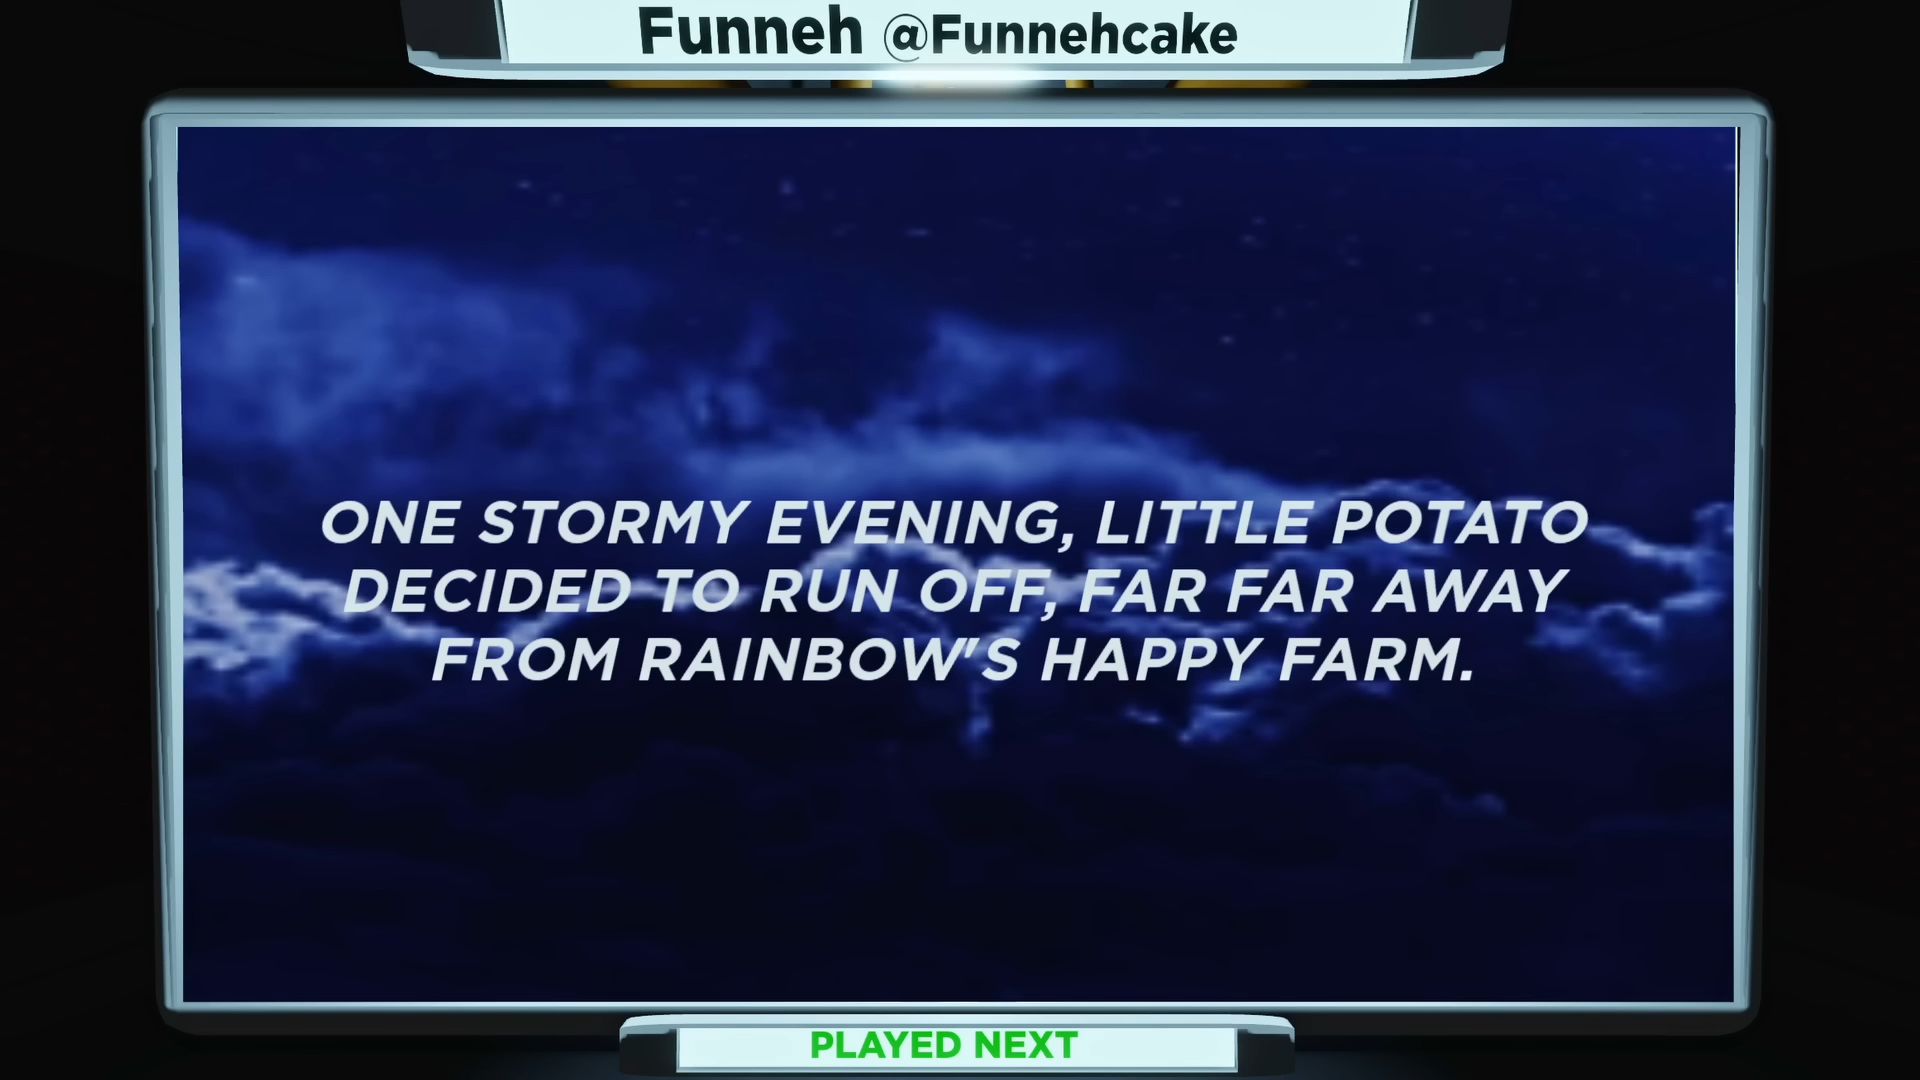 Funneh @Funnehcake
ONE STORMY EVENING, LITTLE POTATO
DECIDED TO RUN OFF, FAR FAR AWAY
FROM RAINBOW'S HAPPY FARM.
PLAYED NEXT